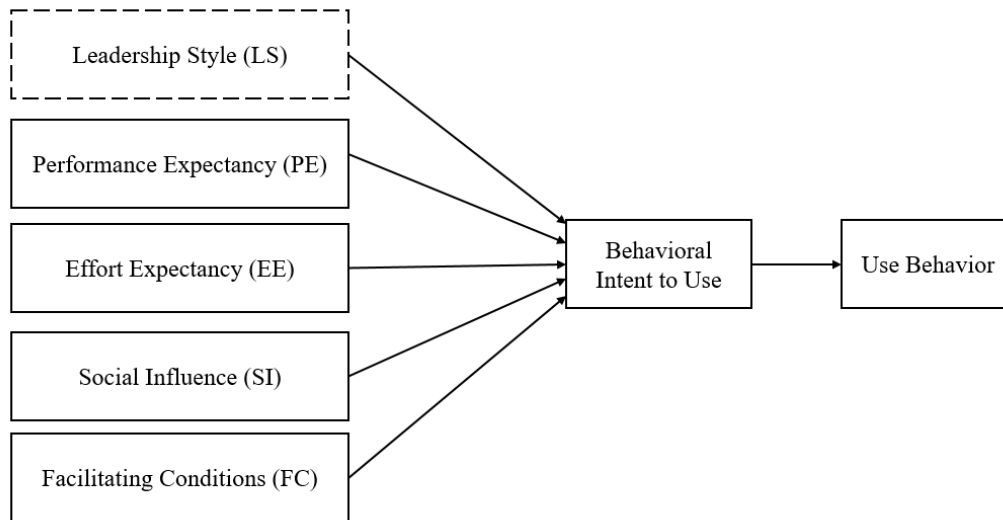 Leadership Style (LS)
Performance Expectancy (PE)
Effort Expectancy (EE)
Social Influence (SI)
Facilitating Conditions (FC)
Behavioral
Intent to Use
Use Behavior